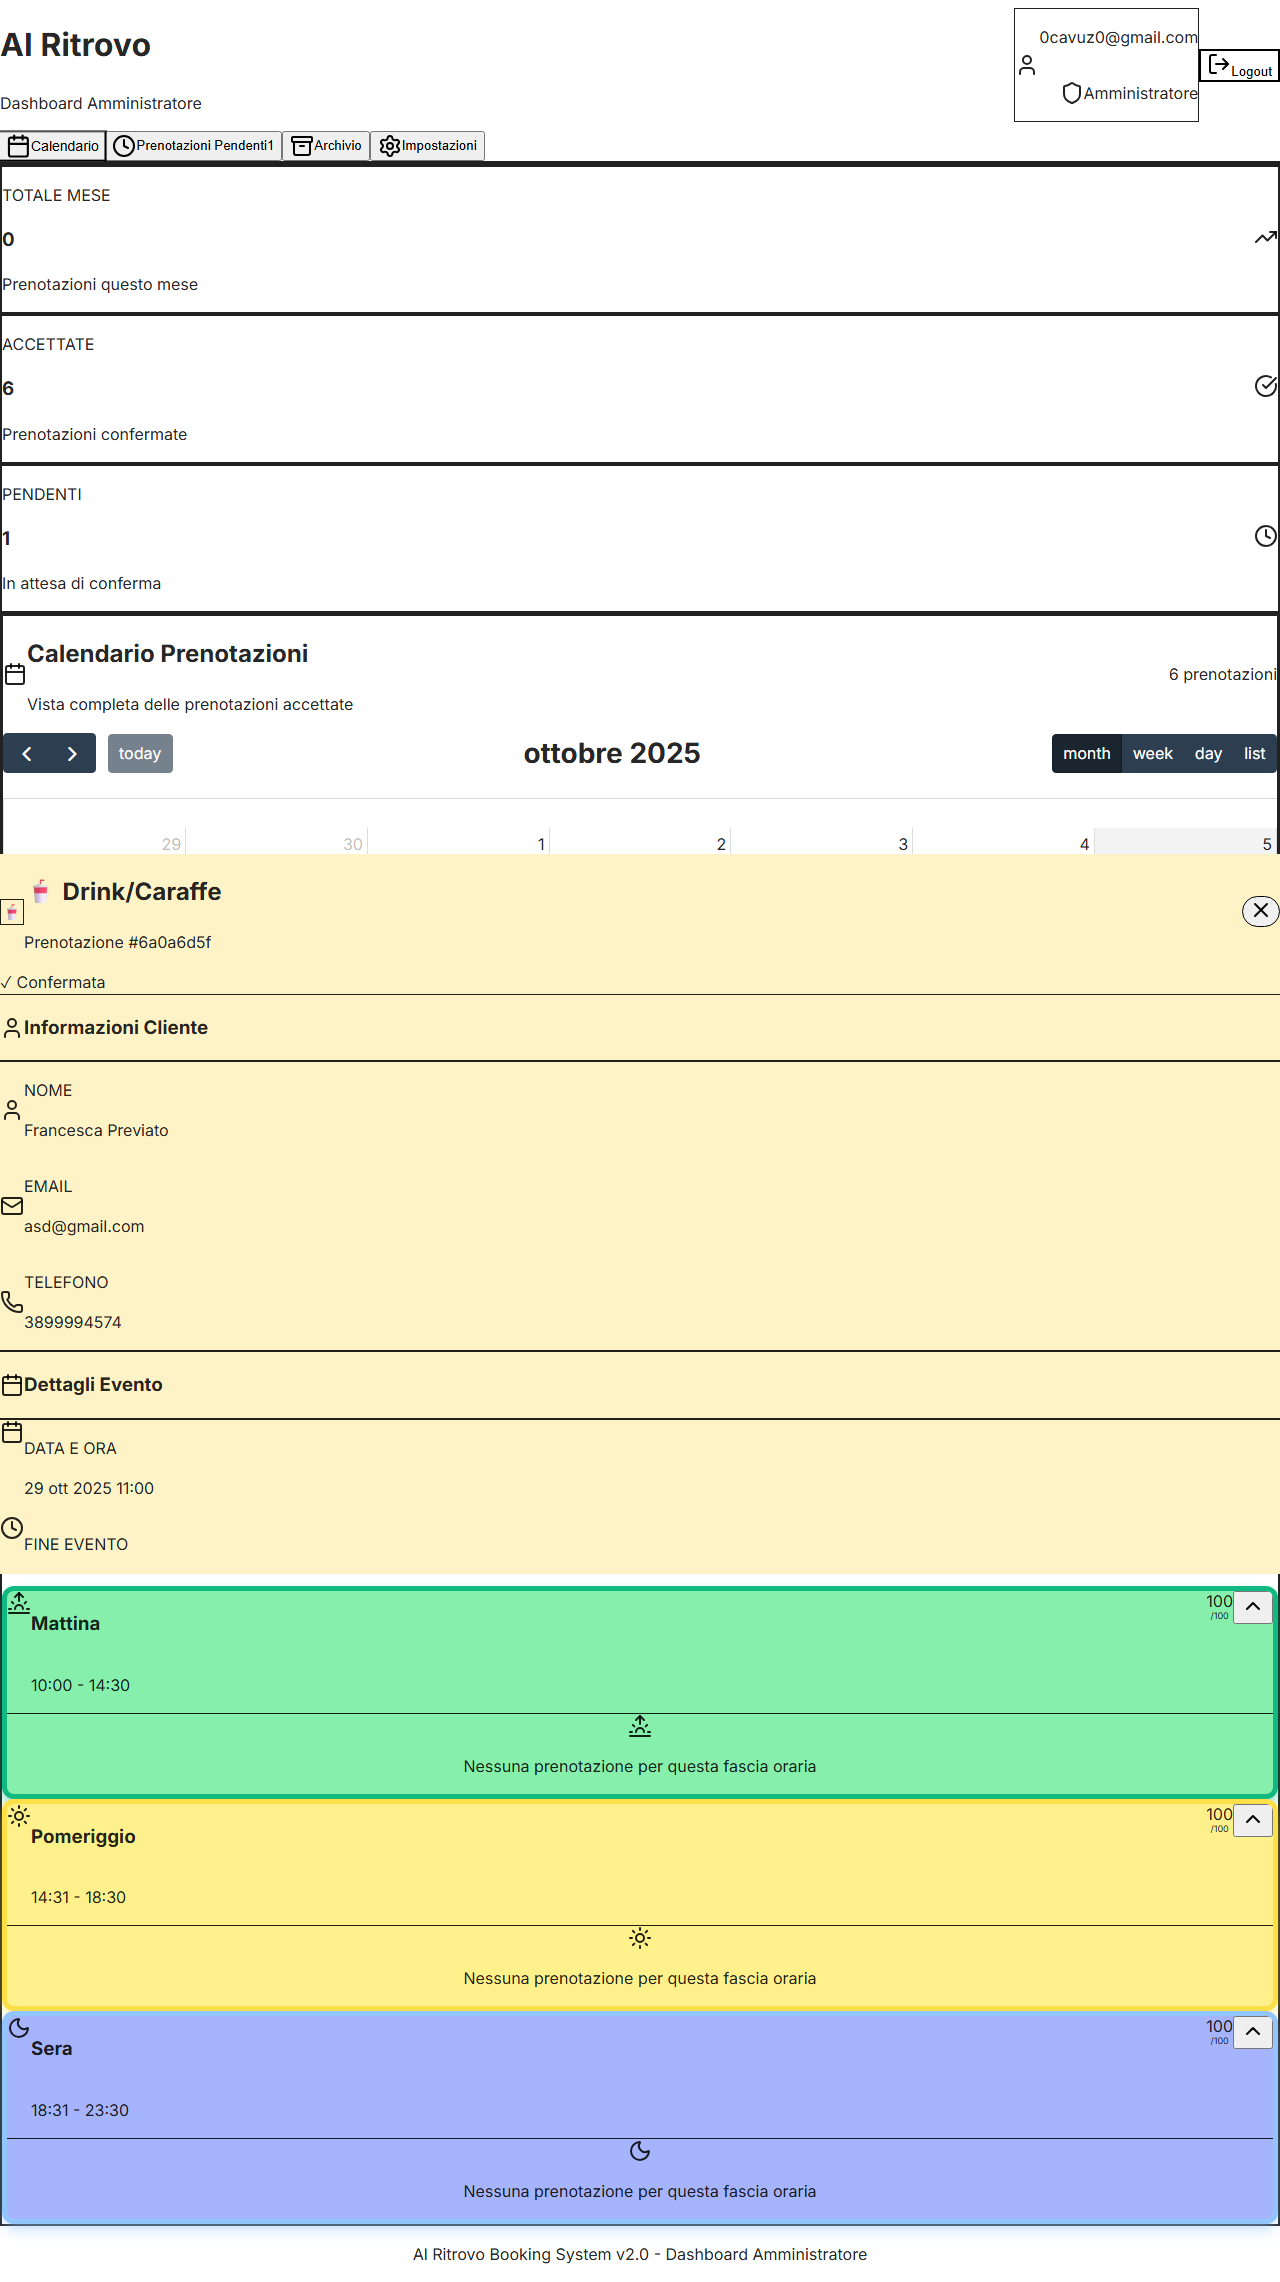 Al Ritrovo
Dashboard Amministratore
0cavuz0@gmail.com
Amministratore
Logout
Calendario
Prenotazioni Pendenti1
Archivio
Impostazioni
TOTALE MESE
0
Prenotazioni questo mese
ACCETTATE
6
Prenotazioni confermate
PENDENTI
1
In attesa di conferma
Calendario Prenotazioni
Vista completa delle prenotazioni accettate
6 prenotazioni
today
ottobre 2025
month week day list
29 30 1 2 3 4 5
Drink/Caraffe
Prenotazione #6a0a6d5f
✓ Confermata
Informazioni Cliente
NOME
Francesca Previato
EMAIL
asd@gmail.com
TELEFONO
3899994574
Dettagli Evento
DATA E ORA
29 ott 2025 11:00
FINE EVENTO
Mattina
100
/100
10:00 - 14:30
Nessuna prenotazione per questa fascia oraria
Pomeriggio
100
/100
14:31 - 18:30
Nessuna prenotazione per questa fascia oraria
Sera
100
/100
18:31 - 23:30
Nessuna prenotazione per questa fascia oraria
Al Ritrovo Booking System v2.0 - Dashboard Amministratore